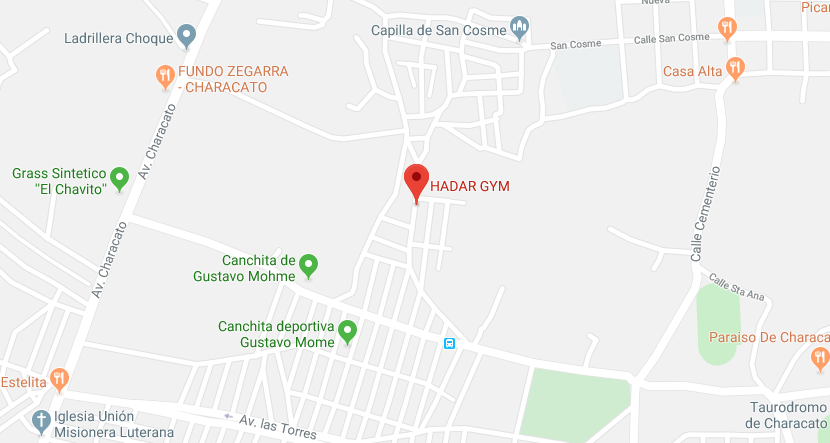 Nueva
Pican
Ladrillera Choque
Capilla de San Cosme
San Cosme
Calle San Cosme
FUNDO ZEGARRA
- CHARACATO
Casa Alta
Av. Characato
Grass Sintetico
"El Chavito"
HADAR GYM
Calle Cementerio
Canchita de
Gustavo Mohme
Av. Characato
Calle Sta Ana
Canchita deportiva
Gustavo Mome
Paraiso De Characa
Estelita
Iglesia Unión
Misionera Luterana
Av. las Torres
Taurodromo
de Characato